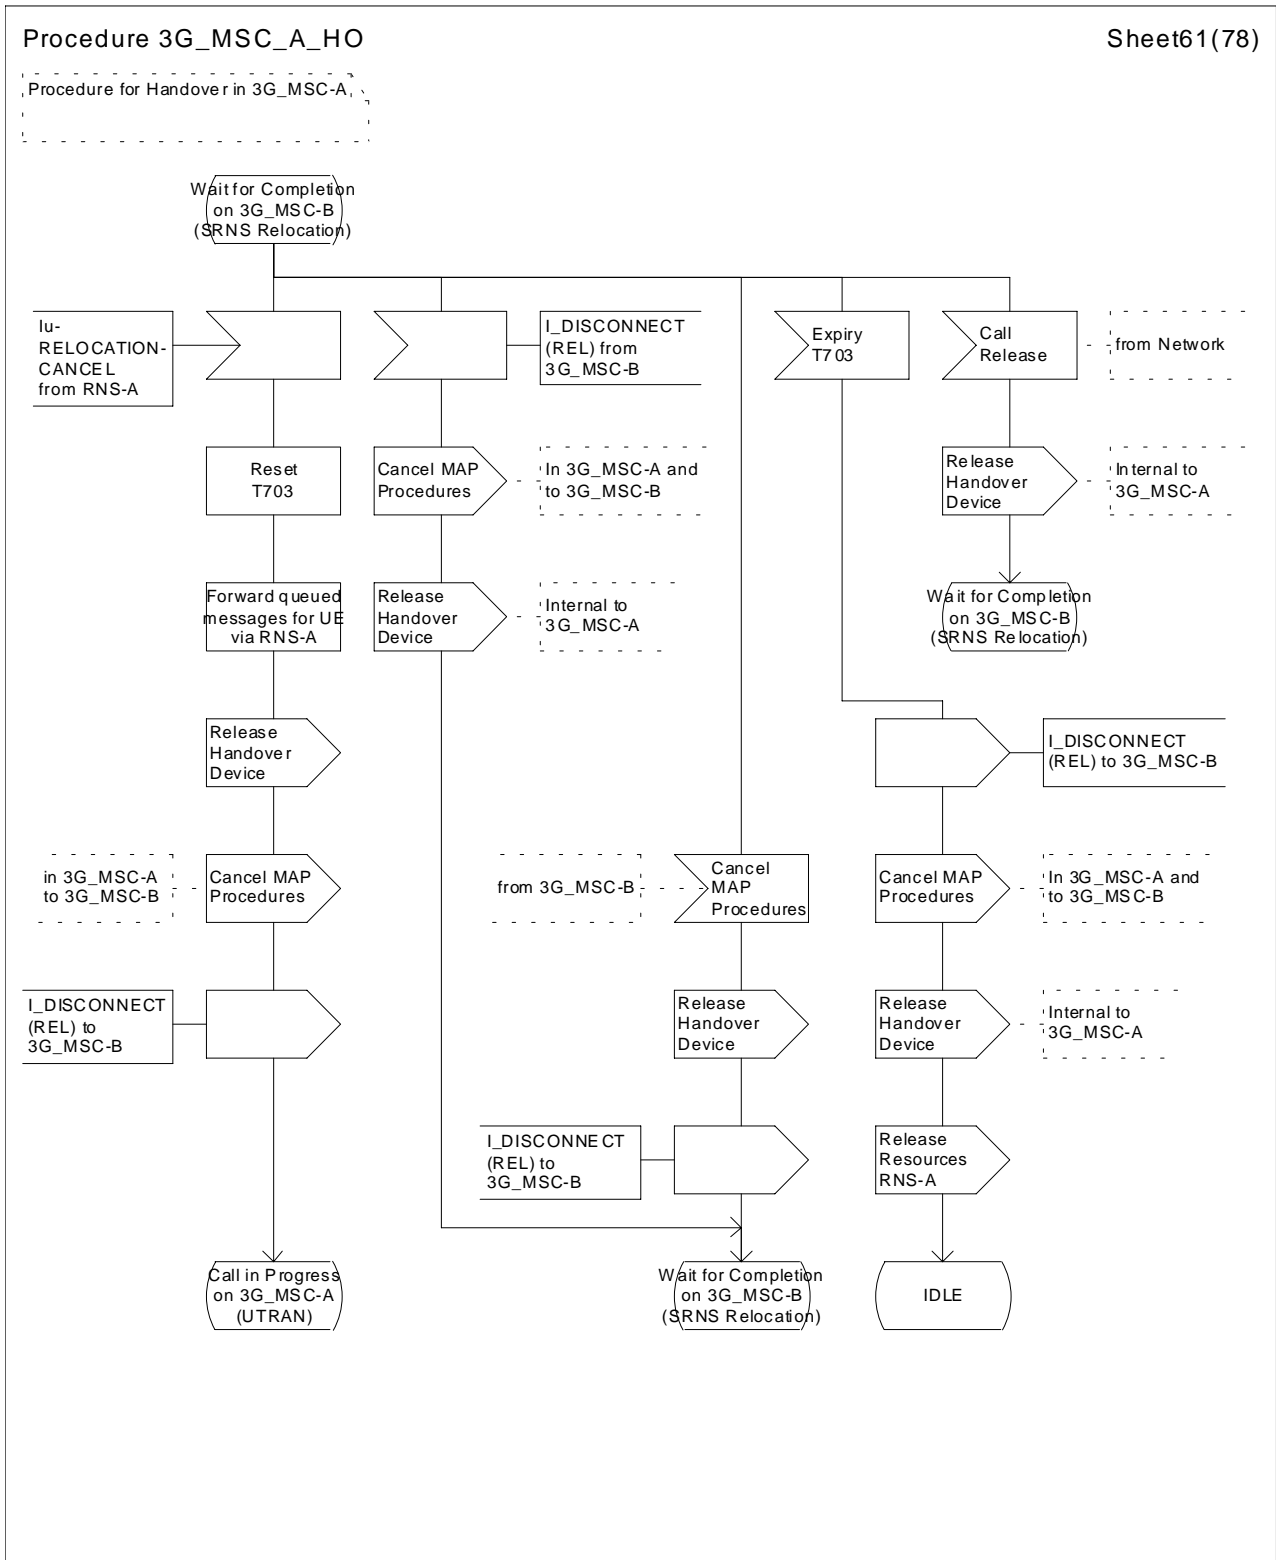 Procedure 3G_MSC_A_HO
Sheet61(78)
Procedure for Handover in 3G_MSC-A
Wait for Completion
on 3G_MSC-B
(SRNS Relocation)
Iu-
RELOCATION-
CANCEL
from RNS-A
I_DISCONNECT
(REL) from
3G_MSC-B
Expiry
T703
Call
Release
from Network
Reset
T703
Cancel MAP
Procedures
In 3G_MSC-A and
to 3G_MSC-B
Release
Handover
Device
Internal to
3G_MSC-A
Forward queued
messages for UE
via RNS-A
Release
Handover
Device
Internal to
3G_MSC-A
Wait for Completion
on 3G_MSC-B
(SRNS Relocation)
Release
Handover
Device
I_DISCONNECT
(REL) to 3G_MSC-B
in 3G_MSC-A
to 3G_MSC-B
Cancel MAP
Procedures
from 3G_MSC-B
Cancel
MAP
Procedures
Cancel MAP
Procedures
In 3G_MSC-A and
to 3G_MSC-B
I_DISCONNECT
(REL) to
3G_MSC-B
Release
Handover
Device
Release
Handover
Device
Internal to
3G_MSC-A
I_DISCONNECT
(REL) to
3G_MSC-B
Release
Resources
RNS-A
Call in Progress
on 3G_MSC-A
(UTRAN)
Wait for Completion
on 3G_MSC-B
(SRNS Relocation)
IDLE